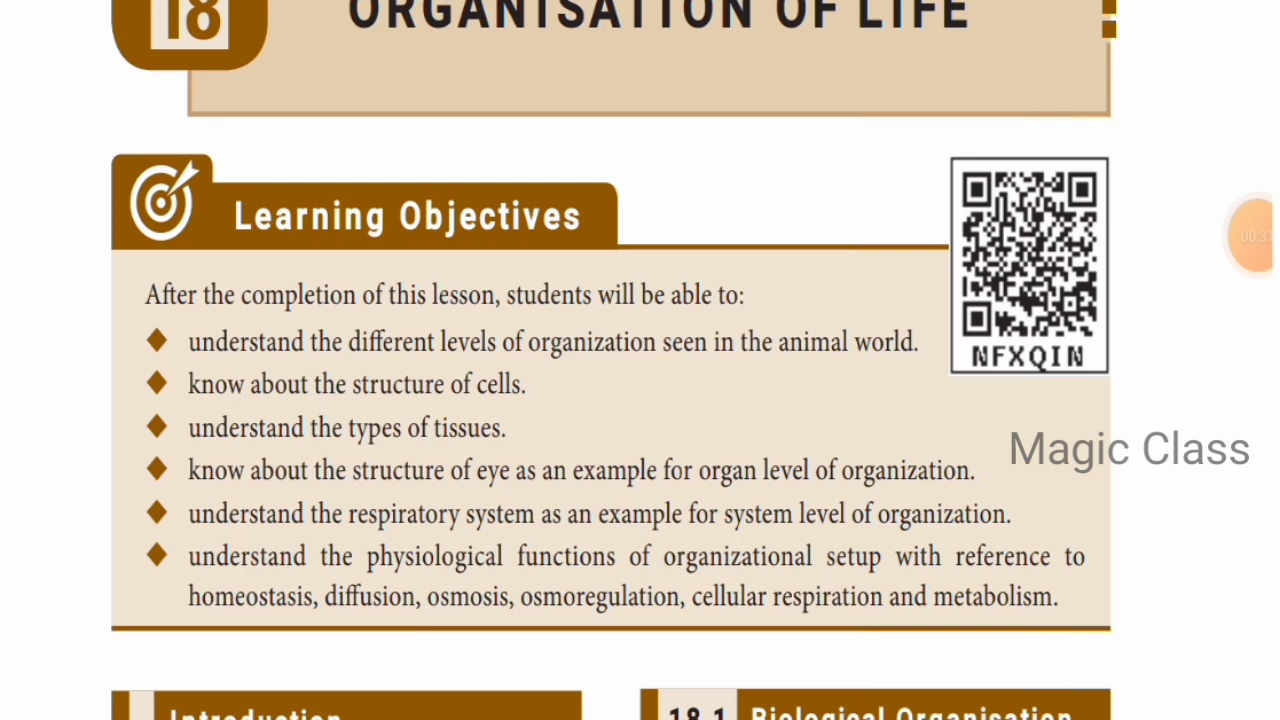 18
ORGANISATION OF LIFE
Learning Objectives
NFXQIN
After the completion of this lesson, students will be able to:
understand the different levels of organization seen in the animal world.
know about the structure of cells.
understand the types of tissues.
know about the structure of eye as an example for organ level of organization.
understand the respiratory system as an example for system level of organization.
understand the physiological functions of organizational setup with reference to
homeostasis, diffusion, osmosis, osmoregulation, cellular respiration and metabolism.
Magic Class
00:31
Introduction
18.1 Biological Organisation